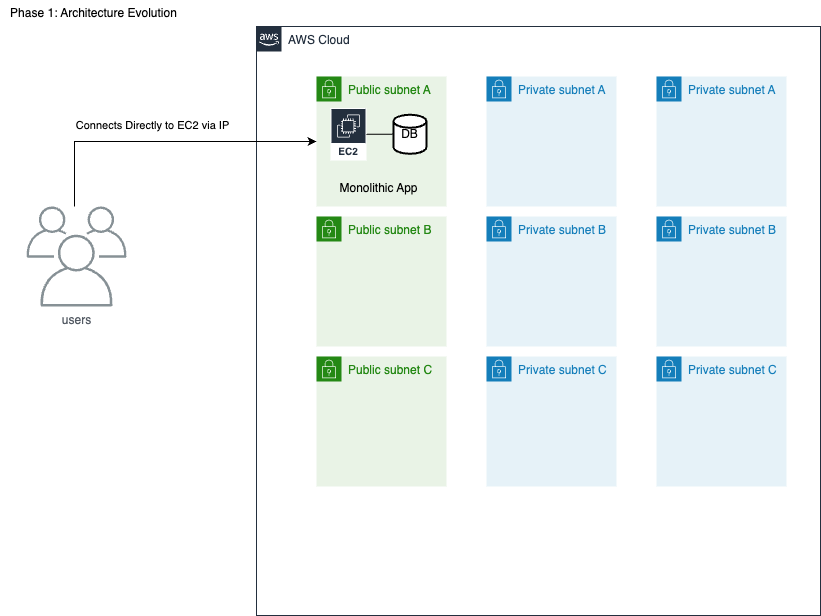 Phase 1: Architecture Evolution
aws
AWS Cloud
Public subnet A
Private subnet A
Private subnet A
Connects Directly to EC2 via IP
DB
EC2
Monolithic App
Public subnet B
Private subnet B
Private subnet B
users
Public subnet C
Private subnet C
Private subnet C